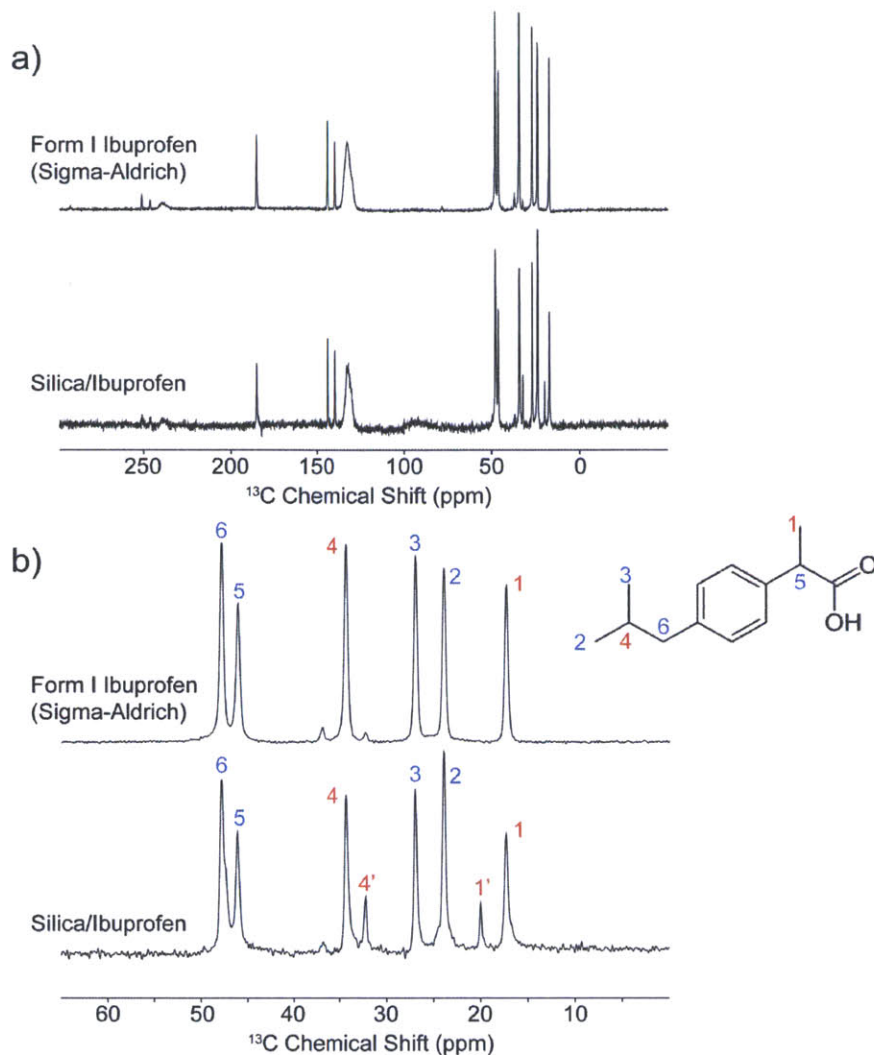 a)
Form I Ibuprofen
(Sigma-Aldrich)
Silica/Ibuprofen
250 200 150 100 50 0
¹³C Chemical Shift (ppm)
b)
6 5 4 3 2 1
Form I Ibuprofen
(Sigma-Aldrich)
1
O
3 5
OH
2 4 6
6 5 4 4' 3 2 1' 1
Silica/Ibuprofen
60 50 40 30 20 10
¹³C Chemical Shift (ppm)